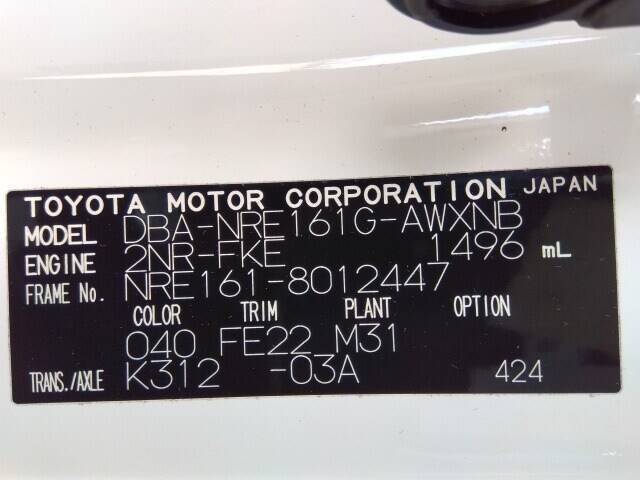 TOYOTA MOTOR CORPORATION JAPAN
MODEL DBA-NRE161G-AWXNB
ENGINE 2NR-FKE 1496 mL
FRAME No. NRE161-8012447
COLOR TRIM PLANT OPTION
040 FE22 M31
TRANS./AXLE K312 -03A 424